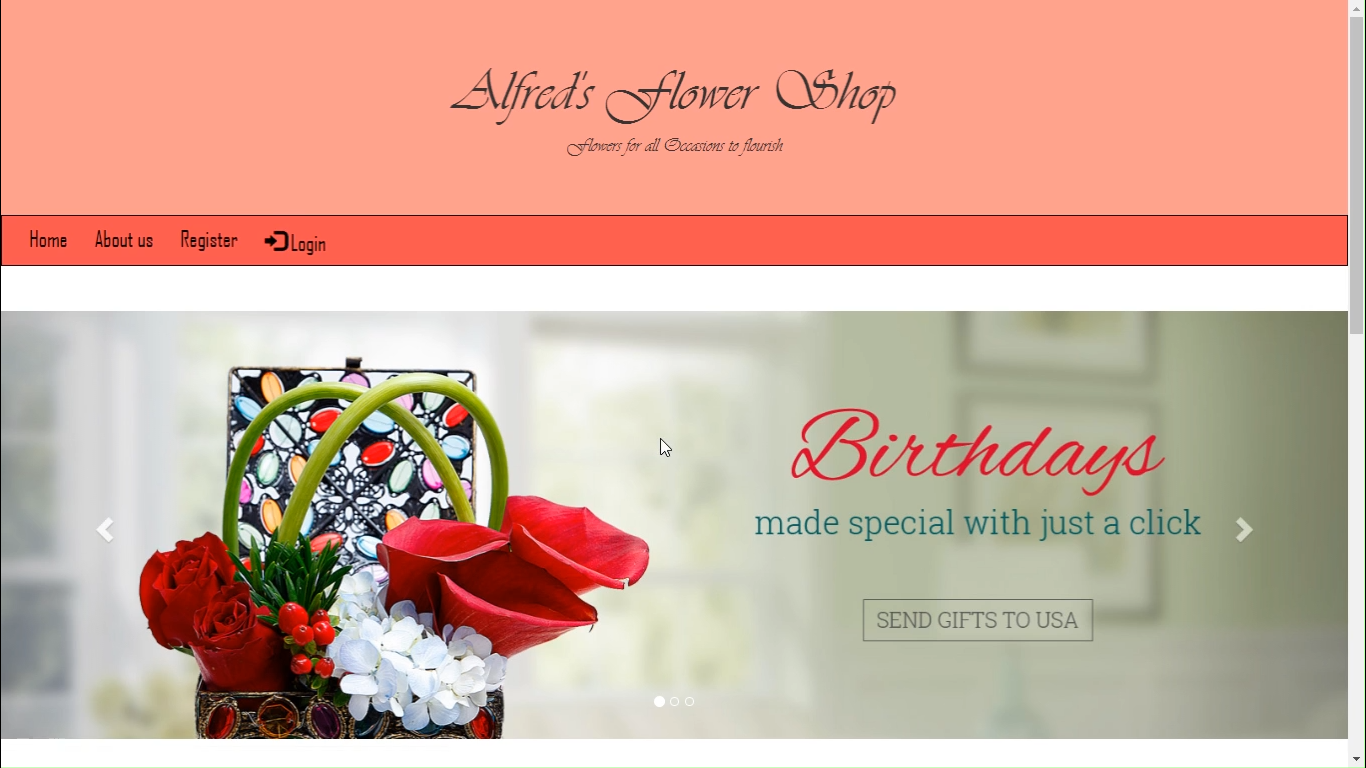 Alfred's Flower Shop
Flowers for all Occasions to flourish
Home About us Register Login
Birthdays
made special with just a click
SEND GIFTS TO USA